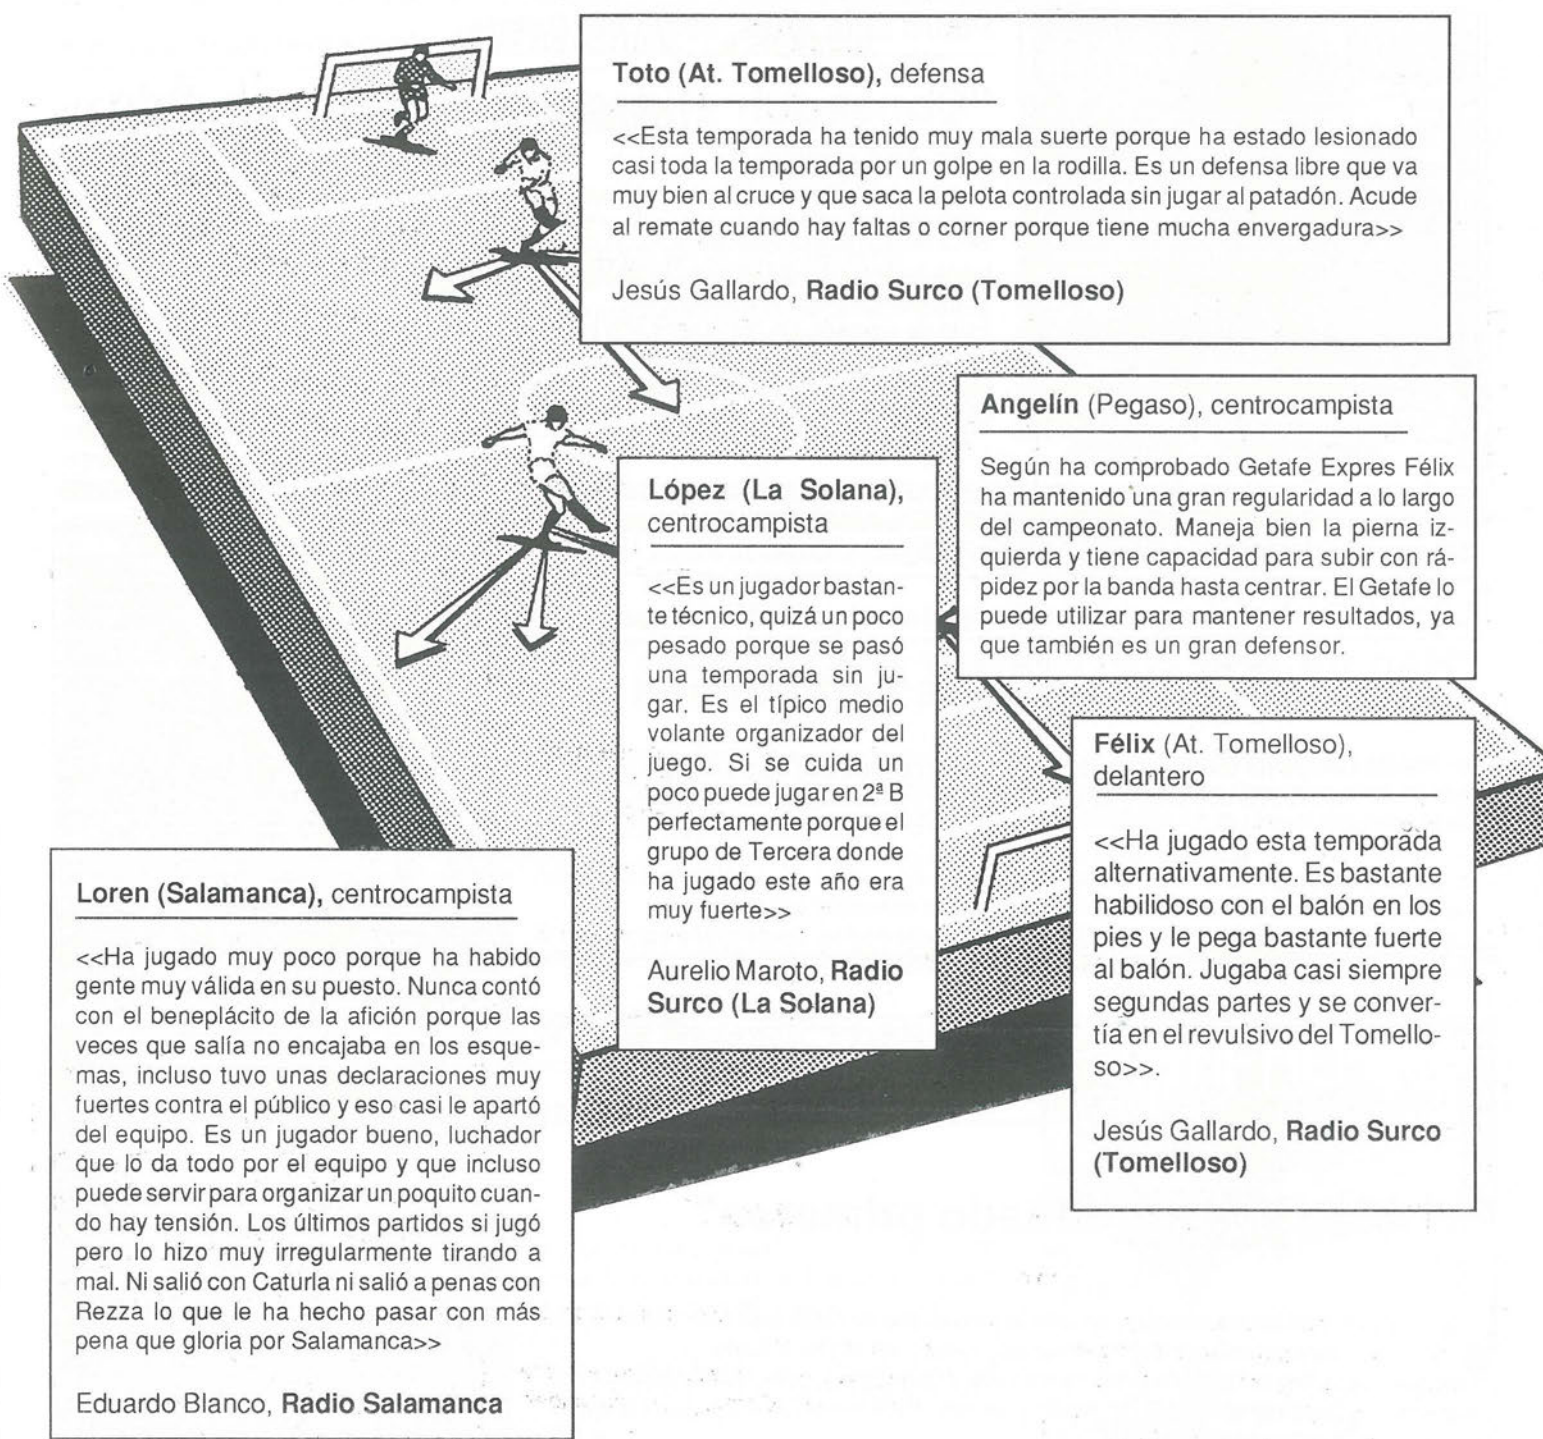 Toto (At. Tomelloso), defensa
<<Esta temporada ha tenido muy mala suerte porque ha estado lesionado
casi toda la temporada por un golpe en la rodilla. Es un defensa libre que va
muy bien al cruce y que saca la pelota controlada sin jugar al patadón. Acude
al remate cuando hay faltas o corner porque tiene mucha envergadura>>
Jesús Gallardo, Radio Surco (Tomelloso)
Angelín (Pegaso), centrocampista
Según ha comprobado Getafe Expres Félix
ha mantenido una gran regularidad a lo largo
del campeonato. Maneja bien la pierna iz-
quierda y tiene capacidad para subir con rá-
pidez por la banda hasta centrar. El Getafe lo
puede utilizar para mantener resultados, ya
que también es un gran defensor.
López (La Solana),
centrocampista
<<Es un jugador bastan-
te técnico, quizá un poco
pesado porque se pasó
una temporada sin ju-
gar. Es el típico medio
volante organizador del
juego. Si se cuida un
poco puede jugar en 2ª B
perfectamente porque el
grupo de Tercera donde
ha jugado este año era
muy fuerte>>
Aurelio Maroto, Radio
Surco (La Solana)
Félix (At. Tomelloso),
delantero
<<Ha jugado esta temporada
alternativamente. Es bastante
habilidoso con el balón en los
pies y le pega bastante fuerte
al balón. Jugaba casi siempre
segundas partes y se conver-
tía en el revulsivo del Tomello-
so>>.
Jesús Gallardo, Radio Surco
(Tomelloso)
Loren (Salamanca), centrocampista
<<Ha jugado muy poco porque ha habido
gente muy válida en su puesto. Nunca contó
con el beneplácito de la afición porque las
veces que salía no encajaba en los esque-
mas, incluso tuvo unas declaraciones muy
fuertes contra el público y eso casi le apartó
del equipo. Es un jugador bueno, luchador
que lo da todo por el equipo y que incluso
puede servir para organizar un poquito cuan-
do hay tensión. Los últimos partidos si jugó
pero lo hizo muy irregularmente tirando a
mal. Ni salió con Caturla ni salió a penas con
Rezza lo que le ha hecho pasar con más
pena que gloria por Salamanca>>
Eduardo Blanco, Radio Salamanca